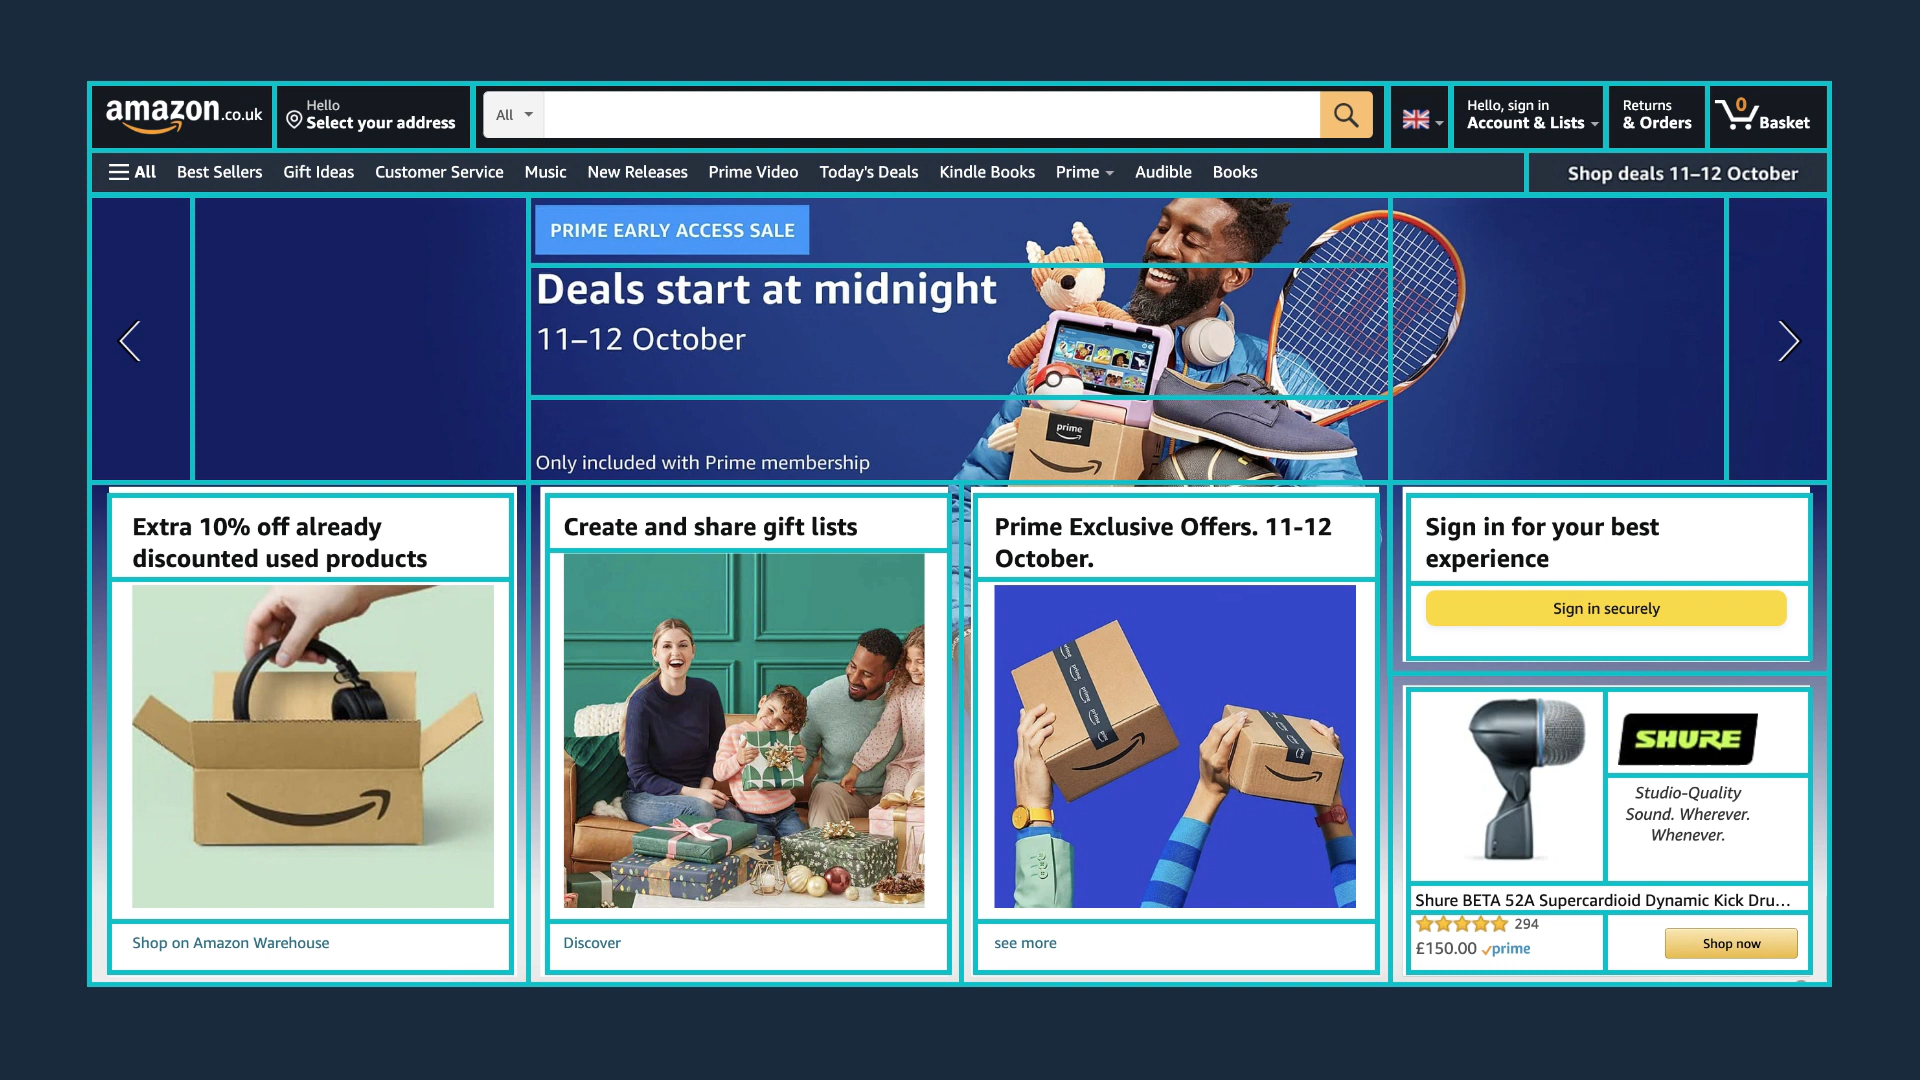 amazon.co.uk
Hello
Select your address
All
Hello, sign in
Account & Lists
Returns
& Orders
0
Basket
All Best Sellers Gift Ideas Customer Service Music New Releases Prime Video Today's Deals Kindle Books Prime Audible Books
Shop deals 11–12 October
PRIME EARLY ACCESS SALE
Deals start at midnight
11–12 October
prime
Only included with Prime membership
Extra 10% off already
discounted used products
Shop on Amazon Warehouse
Create and share gift lists
Discover
Prime Exclusive Offers. 11-12
October.
see more
Sign in for your best
experience
Sign in securely
SHURE
Studio-Quality
Sound. Wherever.
Whenever.
Shure BETA 52A Supercardioid Dynamic Kick Dru...
294
£150.00 prime
Shop now